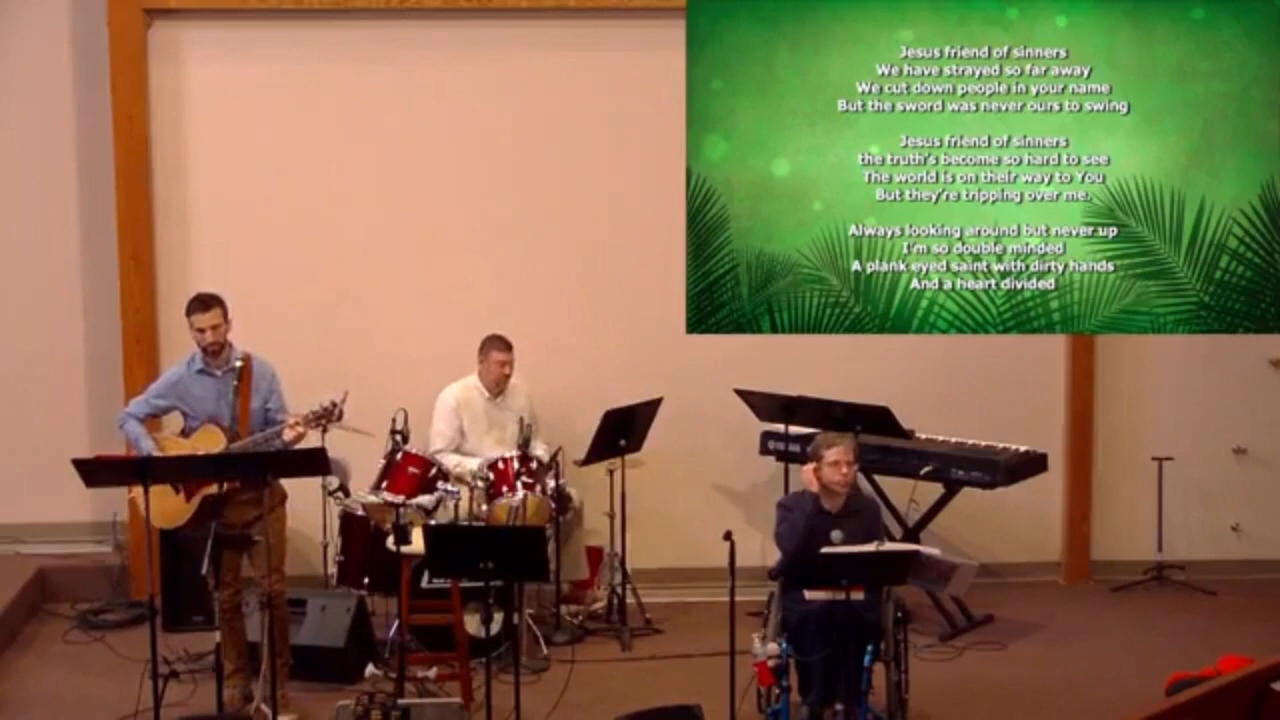 Jesus friend of sinners
We have strayed so far away
We cut down people in your name
But the sword was never ours to swing
Jesus friend of sinners
the truth's become so hard to see
The world is on their way to You
But they're tripping over me.
Always looking around but never up
I'm so double minded
A plank eyed saint with dirty hands
And a heart divided